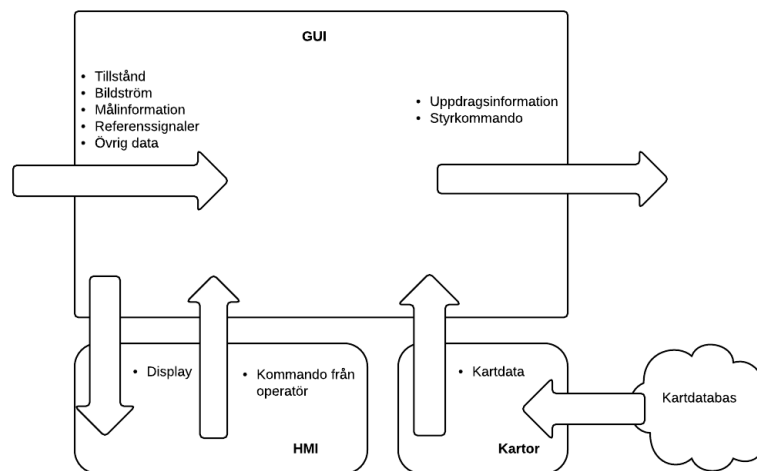 GUI
• Tillstånd
• Bildström
• Målinformation
• Referenssignaler
• Övrig data
• Uppdragsinformation
• Styrkommando
• Display
• Kommando från
operatör
HMI
• Kartdata
Kartor
Kartdatabas